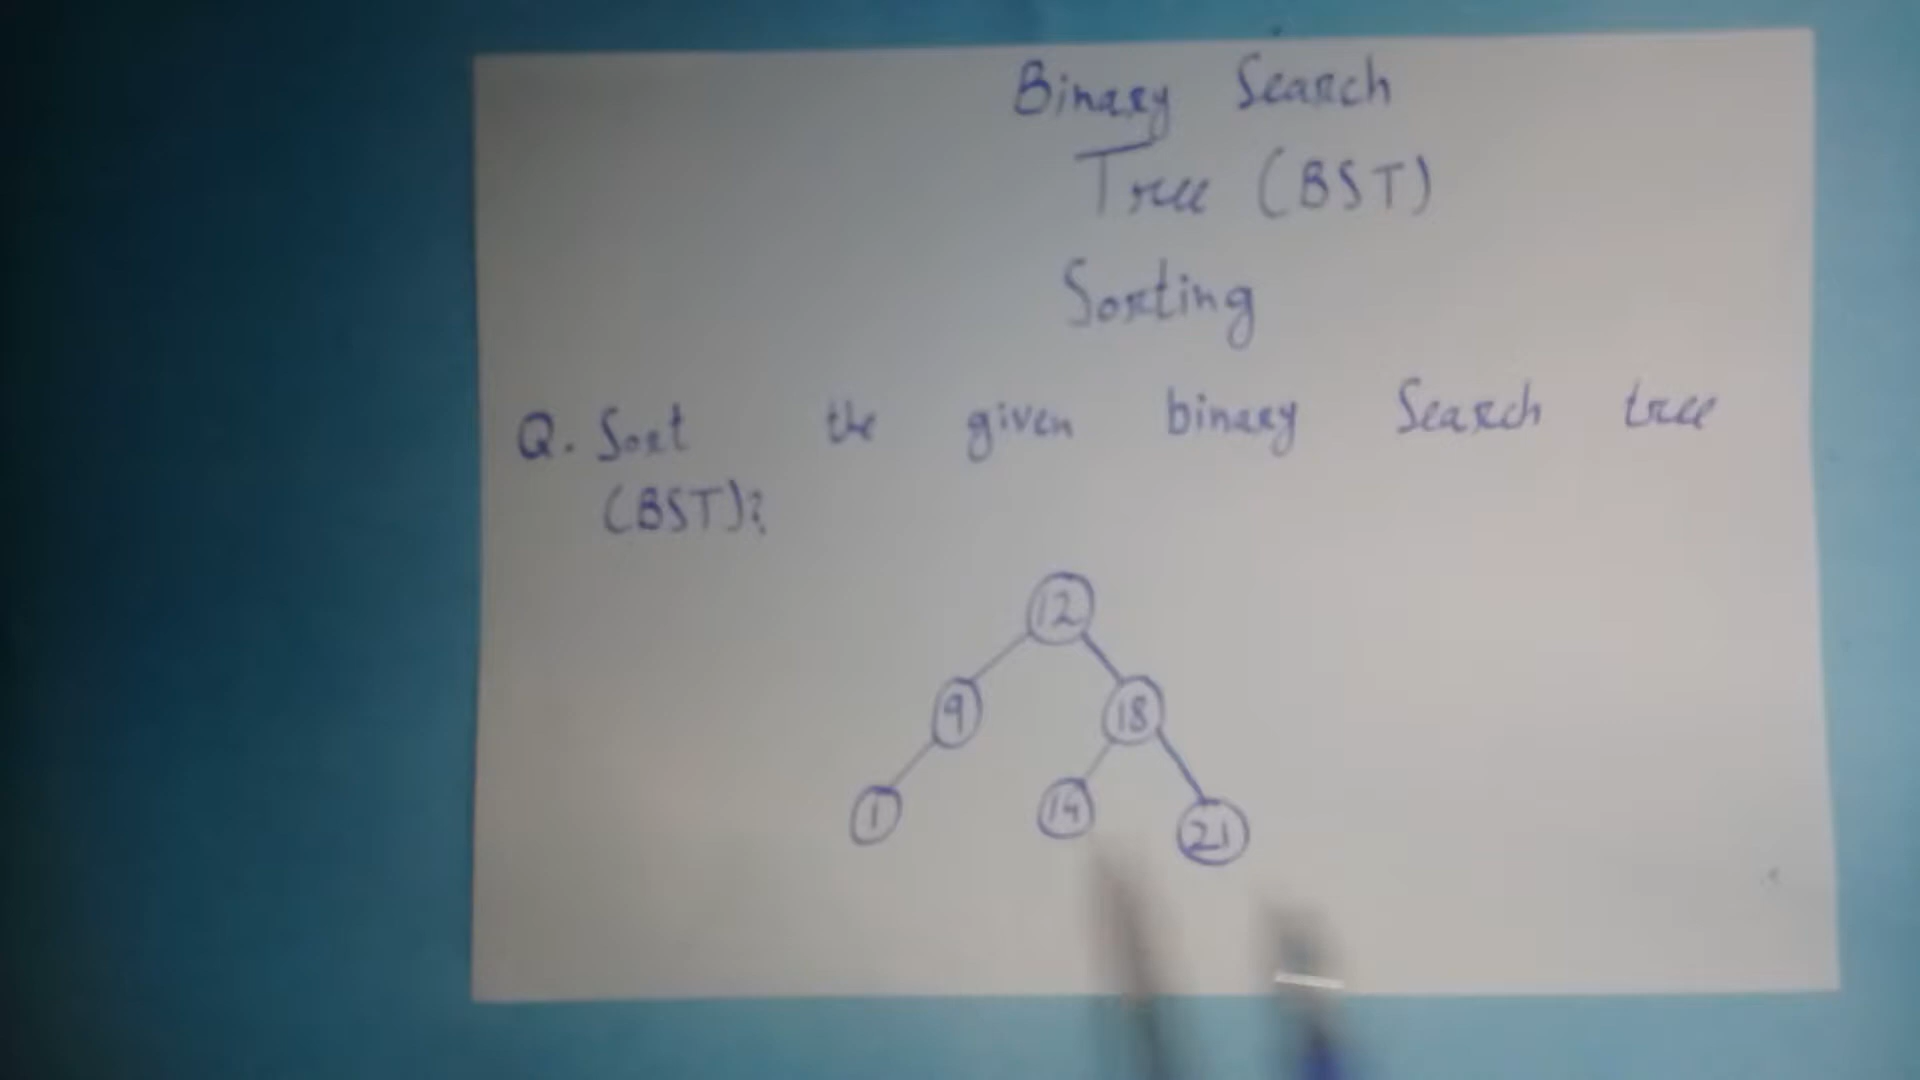 Binary Search
Tree (BST)
Sorting
Q. Sort the given binary Search tree
(BST)?
12
9 18
1 14 21